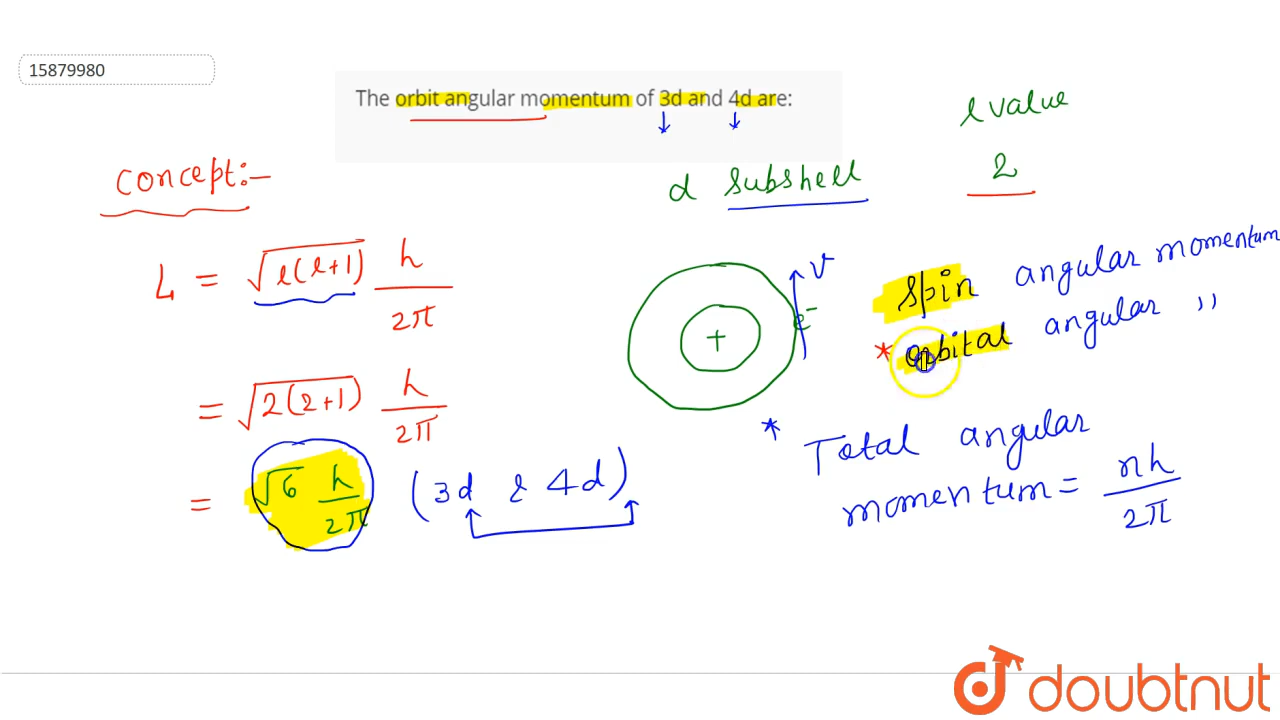 15879980
The orbit angular momentum of 3d and 4d are:
l value
Concept:-
d subshell
2
L = √l(l+1) h/2π
+
e⁻
v
Spin angular momentum
* orbital angular ,,
= √2(2+1) h/2π
* Total angular
momentum = nh/2π
= √6 h/2π (3d & 4d)
doubtnut